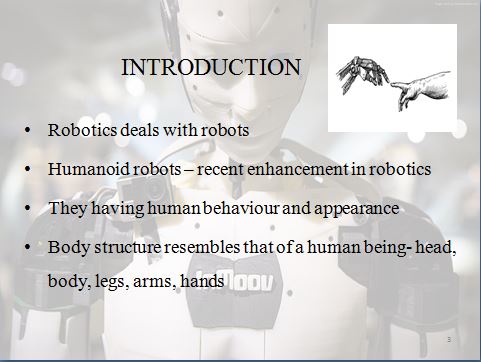 INTRODUCTION
• Robotics deals with robots
• Humanoid robots – recent enhancement in robotics
• They having human behaviour and appearance
• Body structure resembles that of a human being- head,
body, legs, arms, hands
InMoov
3